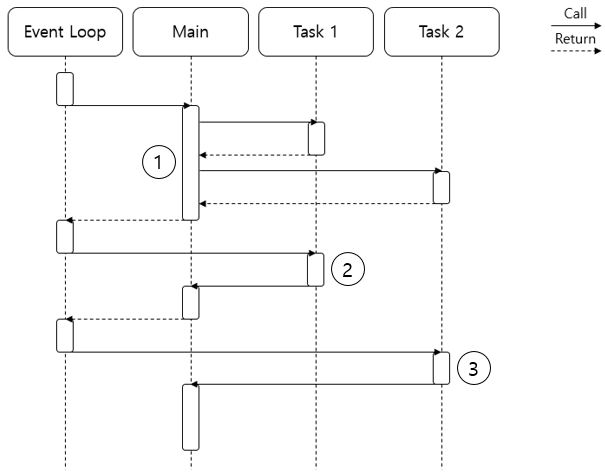 Event Loop
Main
Task 1
Task 2
Call
Return
1
2
3